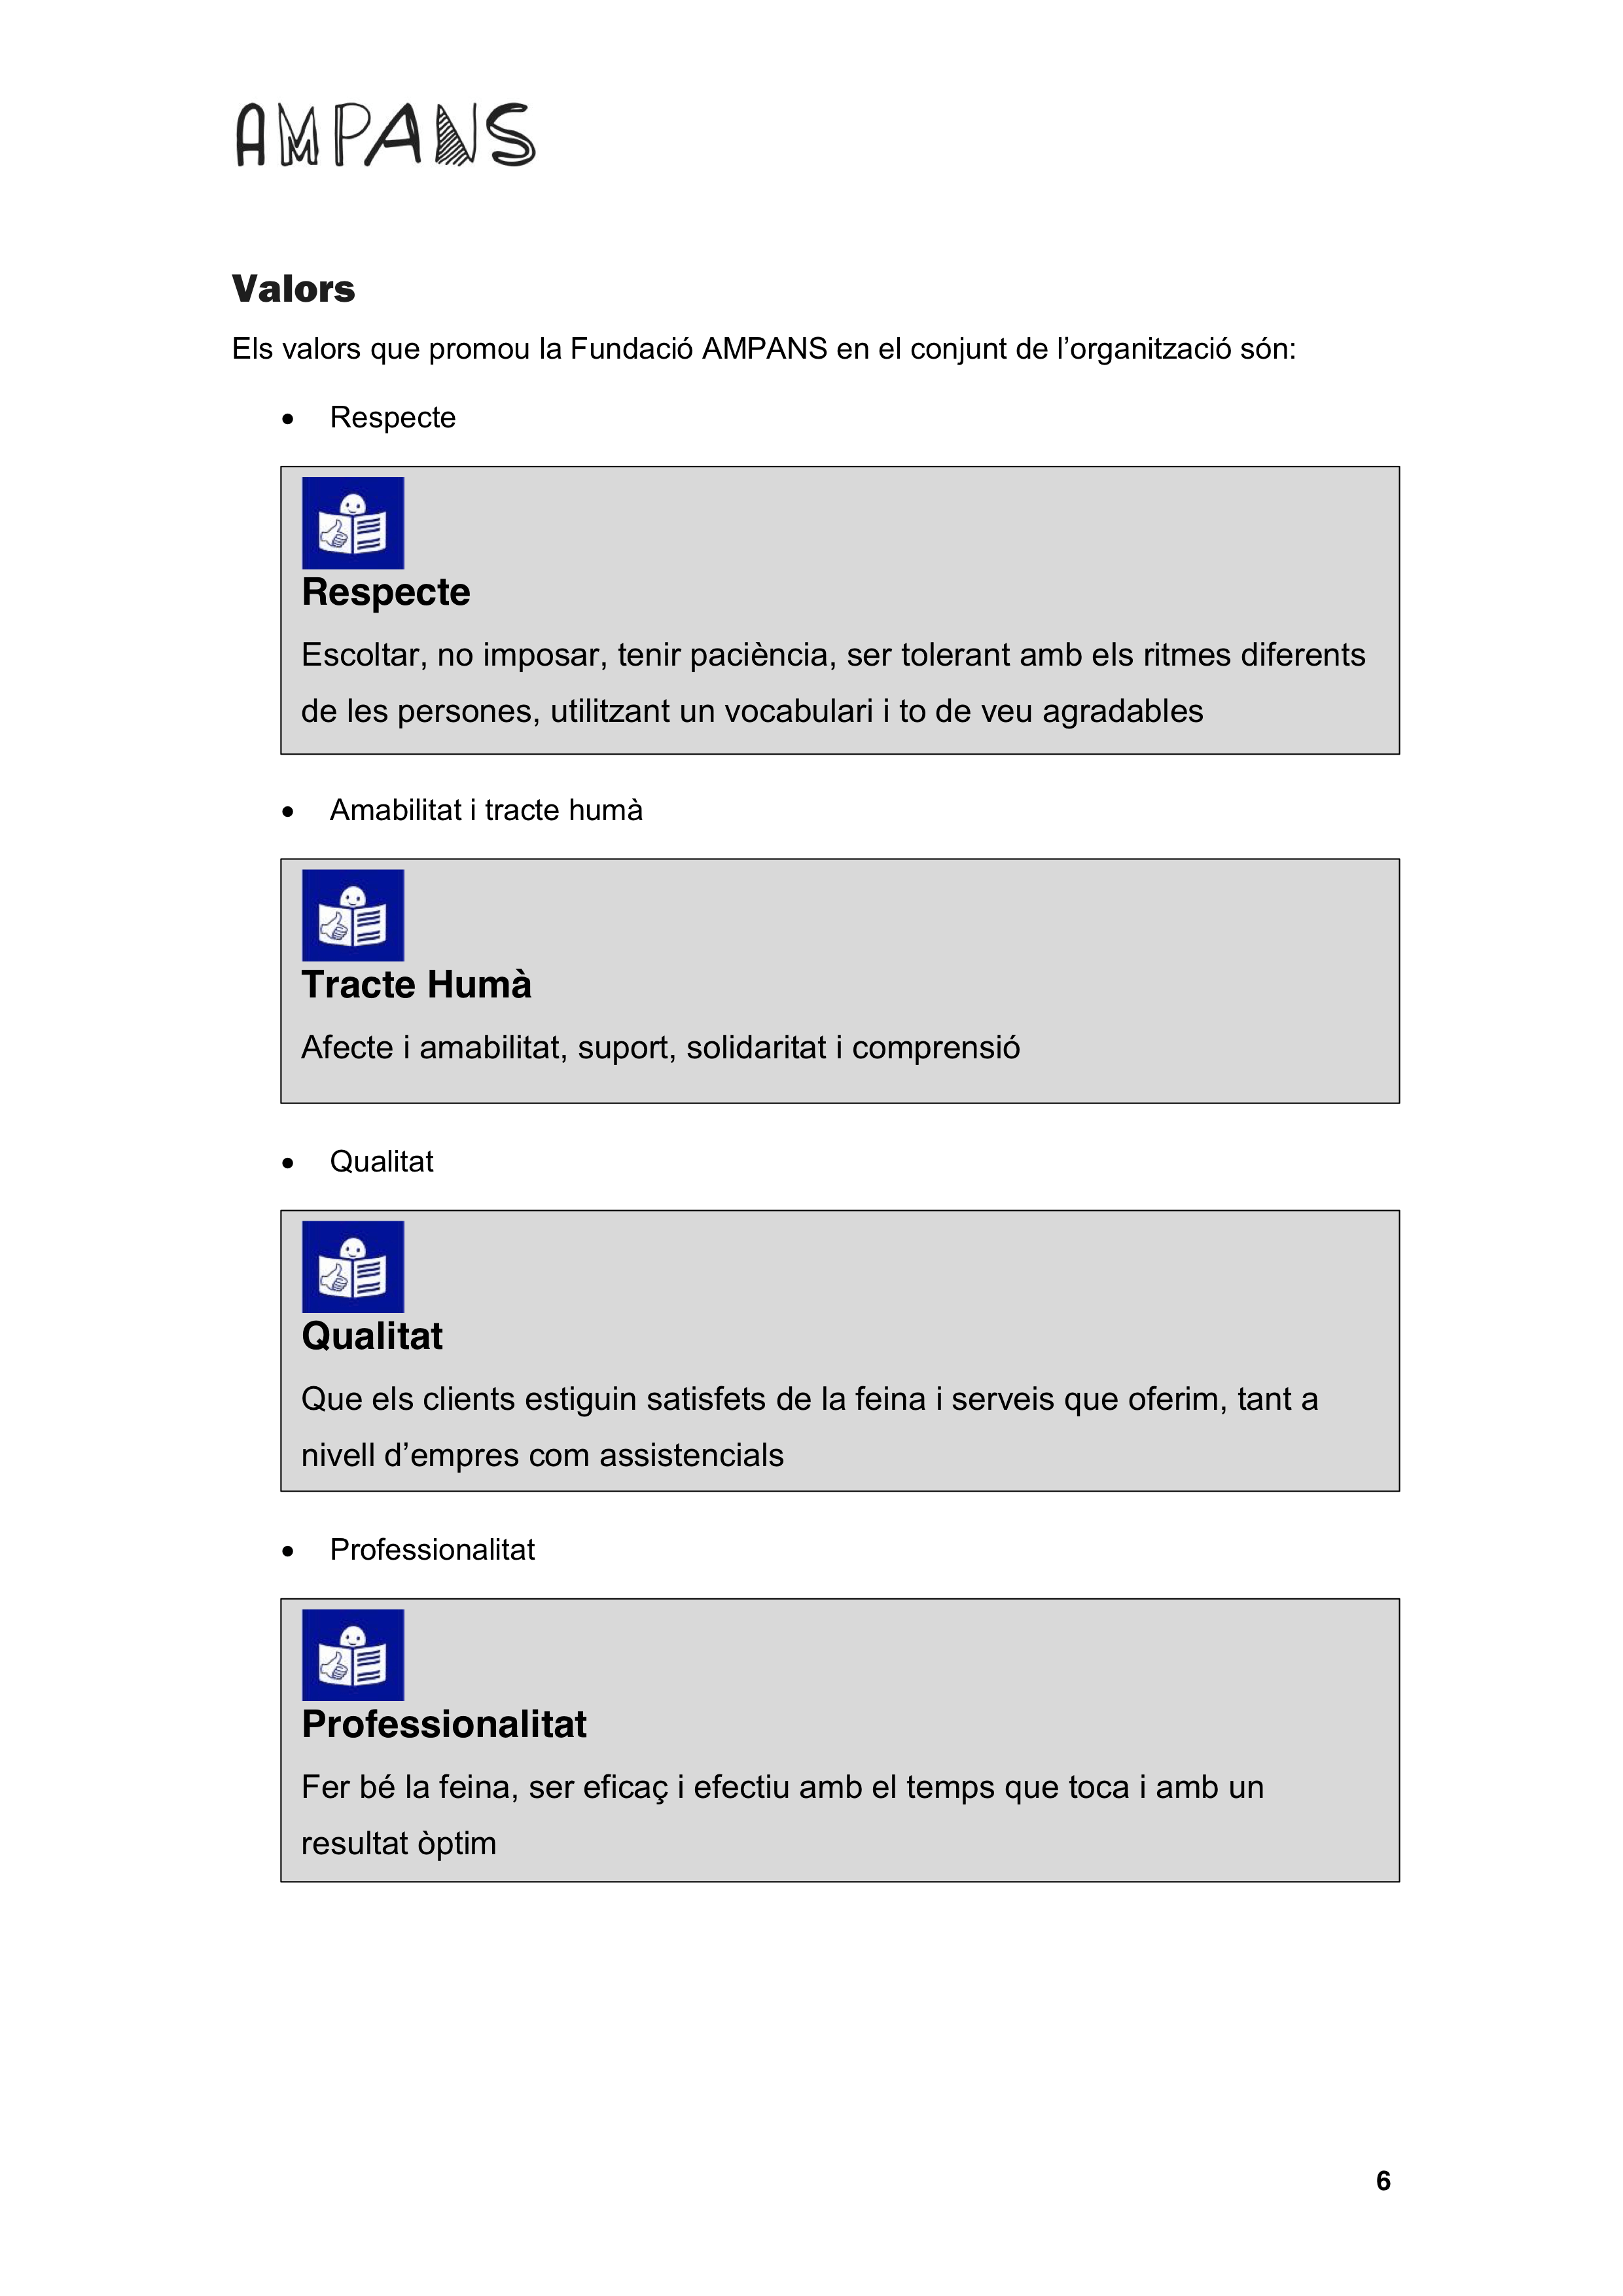 AMPANS
Valors
Els valors que promou la Fundació AMPANS en el conjunt de l’organització són:
• Respecte
Respecte
Escoltar, no imposar, tenir paciència, ser tolerant amb els ritmes diferents
de les persones, utilitzant un vocabulari i to de veu agradables
• Amabilitat i tracte humà
Tracte Humà
Afecte i amabilitat, suport, solidaritat i comprensió
• Qualitat
Qualitat
Que els clients estiguin satisfets de la feina i serveis que oferim, tant a
nivell d’empres com assistencials
• Professionalitat
Professionalitat
Fer bé la feina, ser eficaç i efectiu amb el temps que toca i amb un
resultat òptim
6